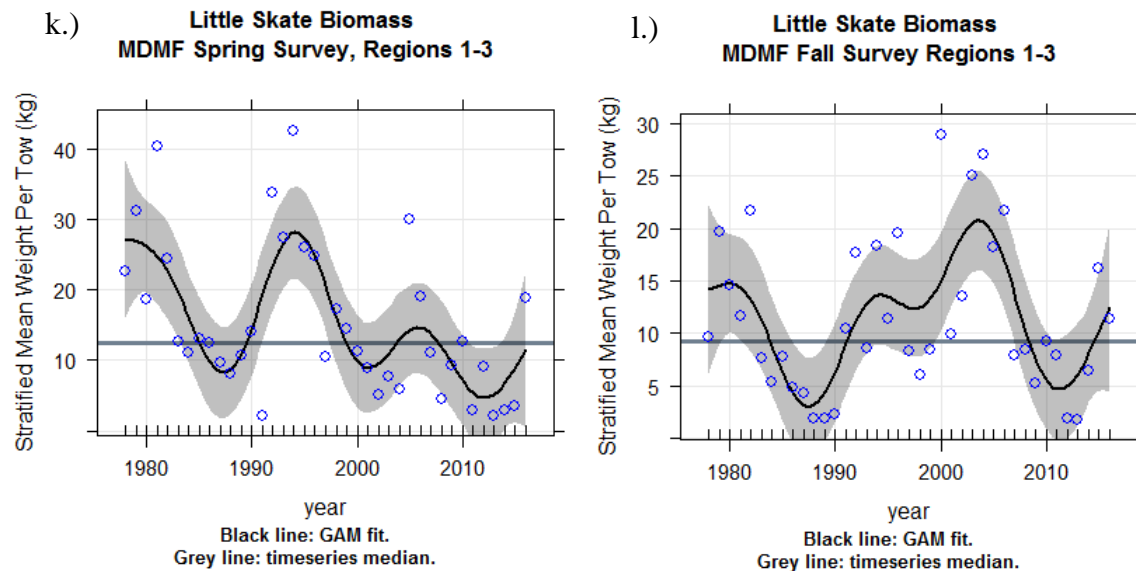 k.)
Little Skate Biomass
MDMF Spring Survey, Regions 1-3
Stratified Mean Weight Per Tow (kg)
40
30
20
10
1980
1990
2000
2010
year
Black line: GAM fit.
Grey line: timeseries median.
l.)
Little Skate Biomass
MDMF Fall Survey Regions 1-3
Stratified Mean Weight Per Tow (kg)
30
25
20
15
10
5
1980
1990
2000
2010
year
Black line: GAM fit.
Grey line: timeseries median.